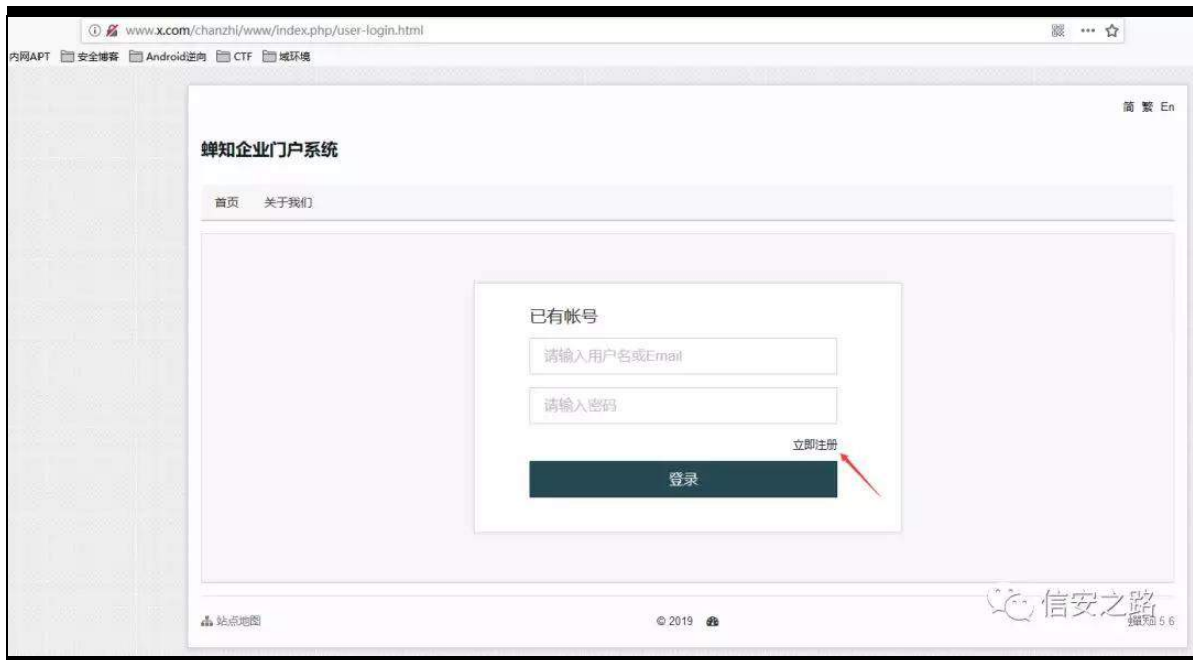 www.x.com/chanzhi/www/index.php/user-login.html
内网APT 安全博客 Android逆向 CTF 域环境
简 繁 En
蝉知企业门户系统
首页 关于我们
已有帐号
请输入用户名或Email
请输入密码
立即注册
登录
站点地图 © 2019
信安之路